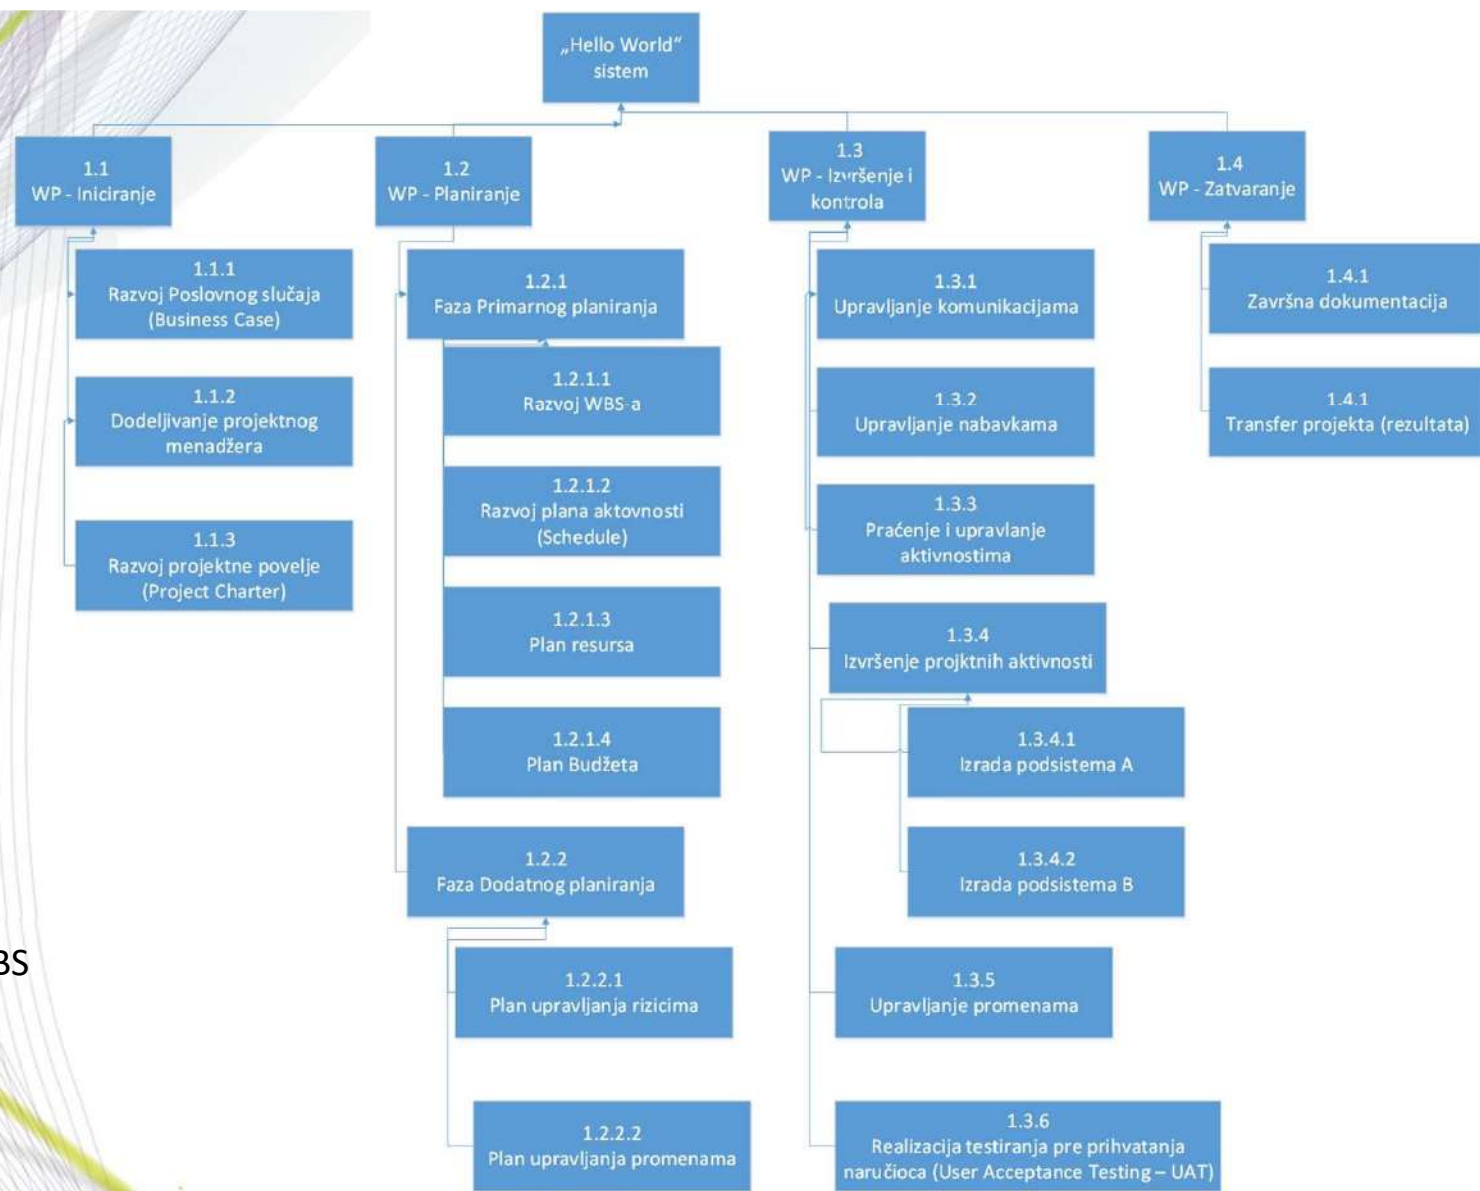 „Hello World“
sistem
1.1
WP - Iniciranje
1.2
WP - Planiranje
1.3
WP - Izvršenje i
kontrola
1.4
WP - Zatvaranje
1.1.1
Razvoj Poslovnog slučaja
(Business Case)
1.1.2
Dodeljivanje projektnog
menadžera
1.1.3
Razvoj projektne povelje
(Project Charter)
1.2.1
Faza Primarnog planiranja
1.2.1.1
Razvoj WBS-a
1.2.1.2
Razvoj plana aktovnosti
(Schedule)
1.2.1.3
Plan resursa
1.2.1.4
Plan Budžeta
1.2.2
Faza Dodatnog planiranja
1.2.2.1
Plan upravljanja rizicima
1.2.2.2
Plan upravljanja promenama
1.3.1
Upravljanje komunikacijama
1.3.2
Upravljanje nabavkama
1.3.3
Praćenje i upravlanje
aktivnostima
1.3.4
Izvršenje projktnih aktivnosti
1.3.4.1
Izrada podsistema A
1.3.4.2
Izrada podsistema B
1.3.5
Upravljanje promenama
1.3.6
Realizacija testiranja pre prihvatanja
naručioca (User Acceptance Testing – UAT)
1.4.1
Završna dokumentacija
1.4.1
Transfer projekta (rezultata)
BS